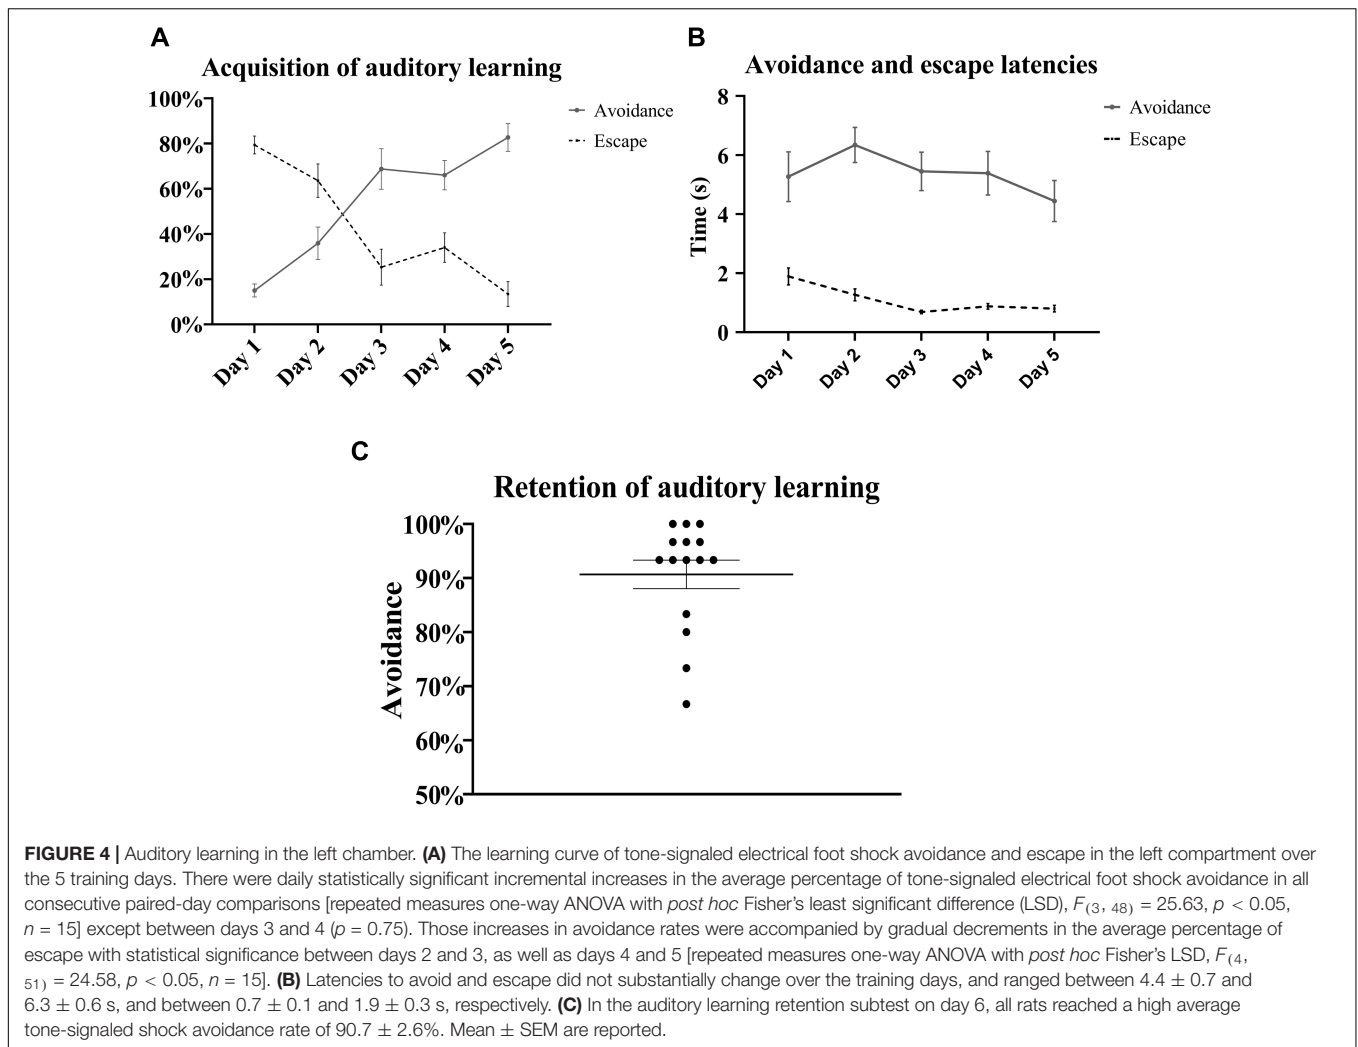 A
Acquisition of auditory learning
100%
80%
60%
40%
20%
0%
Day 1
Day 2
Day 3
Day 4
Day 5
Avoidance
Escape
B
Avoidance and escape latencies
Time (s)
8
6
4
2
0
Day 1
Day 2
Day 3
Day 4
Day 5
Avoidance
Escape
C
Retention of auditory learning
Avoidance
100%
90%
80%
70%
60%
50%
FIGURE 4 | Auditory learning in the left chamber. (A) The learning curve of tone-signaled electrical foot shock avoidance and escape in the left compartment over
the 5 training days. There were daily statistically significant incremental increases in the average percentage of tone-signaled electrical foot shock avoidance in all
consecutive paired-day comparisons [repeated measures one-way ANOVA with post hoc Fisher's least significant difference (LSD), F(3, 48) = 25.63, p < 0.05,
n = 15] except between days 3 and 4 (p = 0.75). Those increases in avoidance rates were accompanied by gradual decrements in the average percentage of
escape with statistical significance between days 2 and 3, as well as days 4 and 5 [repeated measures one-way ANOVA with post hoc Fisher's LSD, F(4,
51) = 24.58, p < 0.05, n = 15]. (B) Latencies to avoid and escape did not substantially change over the training days, and ranged between 4.4 ± 0.7 and
6.3 ± 0.6 s, and between 0.7 ± 0.1 and 1.9 ± 0.3 s, respectively. (C) In the auditory learning retention subtest on day 6, all rats reached a high average
tone-signaled shock avoidance rate of 90.7 ± 2.6%. Mean ± SEM are reported.